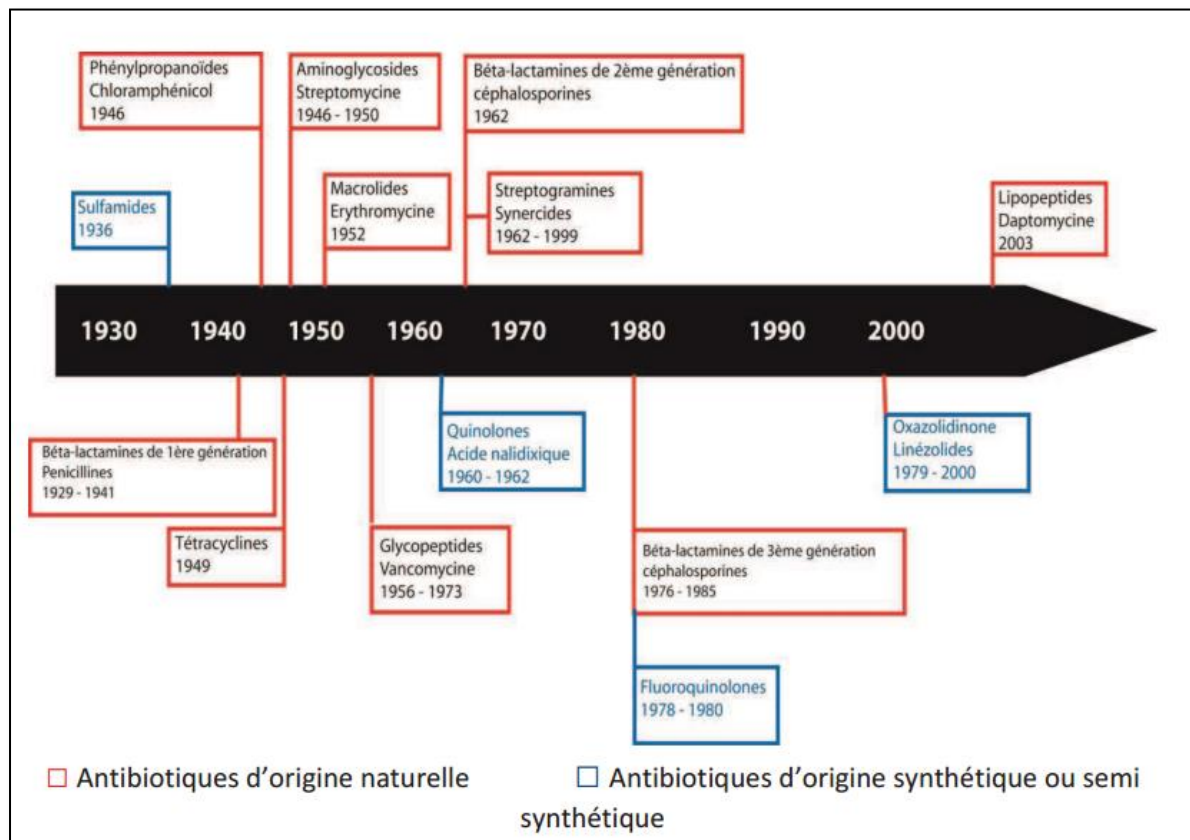 Phénylpropanoïdes
Chloramphénicol
1946
Aminoglycosides
Streptomycine
1946 - 1950
Béta-lactamines de 2ème génération
céphalosporines
1962
Sulfamides
1936
Macrolides
Erythromycine
1952
Streptogramines
Synercides
1962 - 1999
Lipopeptides
Daptomycine
2003
1930 1940 1950 1960 1970 1980 1990 2000
Béta-lactamines de 1ère génération
Penicillines
1929 - 1941
Quinolones
Acide nalidixique
1960 - 1962
Oxazolidinone
Linézolides
1979 - 2000
Tétracyclines
1949
Glycopeptides
Vancomycine
1956 - 1973
Béta-lactamines de 3ème génération
céphalosporines
1976 - 1985
Fluoroquinolones
1978 - 1980
Antibiotiques d'origine naturelle
Antibiotiques d'origine synthétique ou semi
synthétique